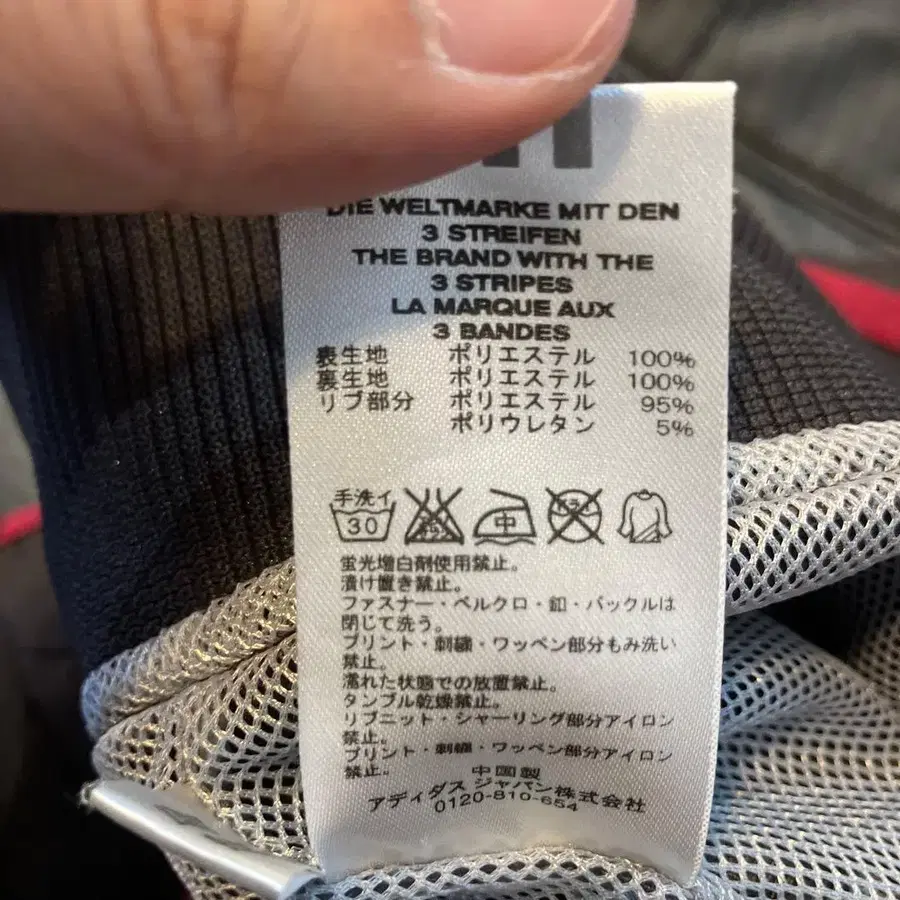 DIE WELTMARKE MIT DEN
3 STREIFEN
THE BRAND WITH THE
3 STRIPES
LA MARQUE AUX
3 BANDES
表生地 ポリエステル 100%
裏生地 ポリエステル 100%
リブ部分 ポリエステル 95%
ポリウレタン 5%
手洗イ
30
中
蛍光増白剤使用禁止。
漬け置き禁止。
ファスナー・ベルクロ・釦・バックルは
閉じて洗う。
プリント・刺繍・ワッペン部分もみ洗い
禁止。
濡れた状態での放置禁止。
タンブル乾燥禁止。
リブニット・シャーリング部分アイロン
禁止。
プリント・刺繍・ワッペン部分アイロン
禁止。
中国製
アディダス ジャパン株式会社
0120-810-654